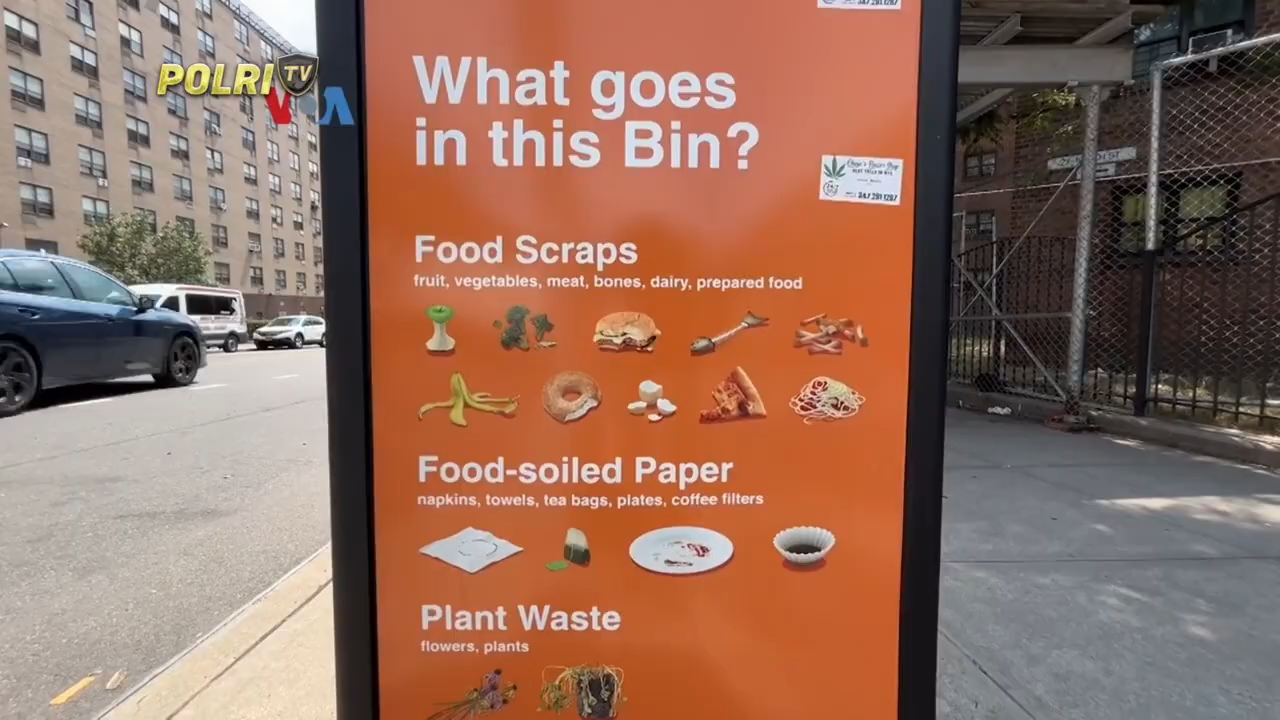 POLRI TV
VOA
What goes
in this Bin?
Food Scraps
fruit, vegetables, meat, bones, dairy, prepared food
Food-soiled Paper
napkins, towels, tea bags, plates, coffee filters
Plant Waste
flowers, plants